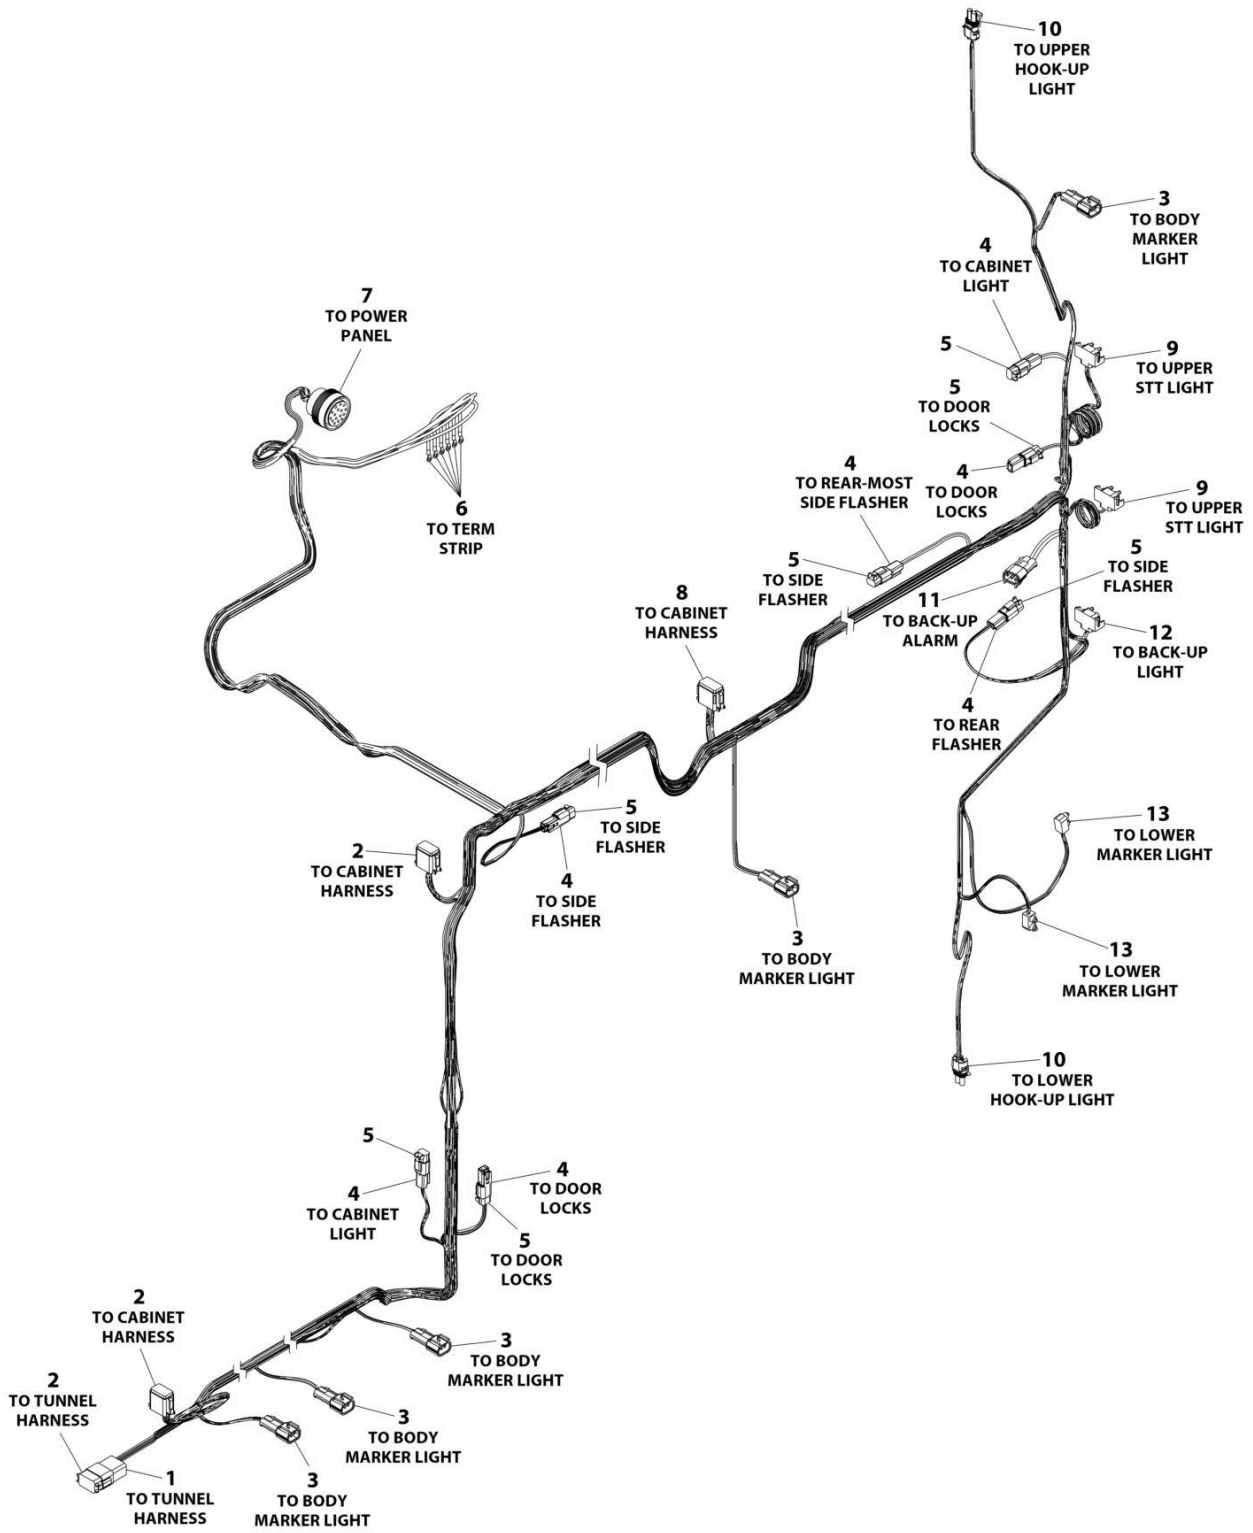 10
TO UPPER
HOOK-UP
LIGHT
3
TO BODY
MARKER
LIGHT
4
TO CABINET
LIGHT
7
TO POWER
PANEL
5
9
TO UPPER
STT LIGHT
5
TO DOOR
LOCKS
4
TO REAR-MOST
SIDE FLASHER
4
TO DOOR
LOCKS
9
TO UPPER
STT LIGHT
6
TO TERM
STRIP
5
TO SIDE
FLASHER
5
TO SIDE
FLASHER
8
TO CABINET
HARNESS
11
TO BACK-UP
ALARM
12
TO BACK-UP
LIGHT
4
TO REAR
FLASHER
5
TO SIDE
FLASHER
13
TO LOWER
MARKER LIGHT
2
TO CABINET
HARNESS
4
TO SIDE
FLASHER
3
TO BODY
MARKER LIGHT
13
TO LOWER
MARKER LIGHT
10
TO LOWER
HOOK-UP LIGHT
5
4
TO CABINET
LIGHT
4
TO DOOR
LOCKS
5
TO DOOR
LOCKS
2
TO CABINET
HARNESS
3
TO BODY
MARKER LIGHT
2
TO TUNNEL
HARNESS
3
TO BODY
MARKER LIGHT
1
TO TUNNEL
HARNESS
3
TO BODY
MARKER LIGHT